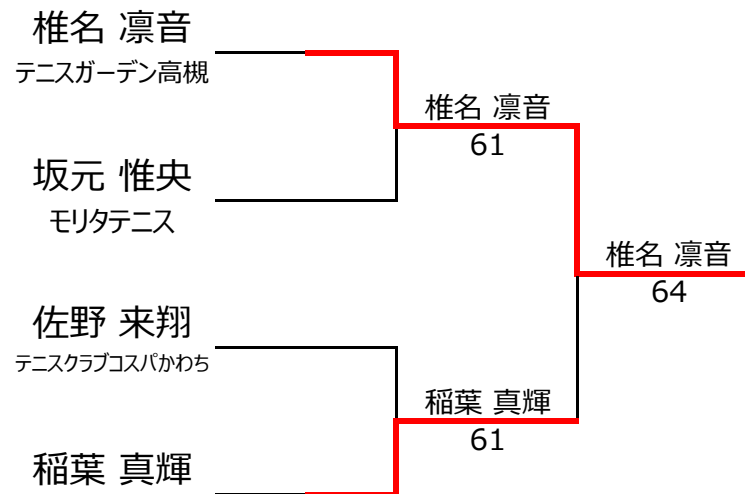 椎名 凛音
テニスガーデン高槻
椎名 凛音
61
坂元 惟央
モリタテニス
椎名 凛音
64
佐野 来翔
テニスクラブコスパかわち
稲葉 真輝
61
稲葉 真輝